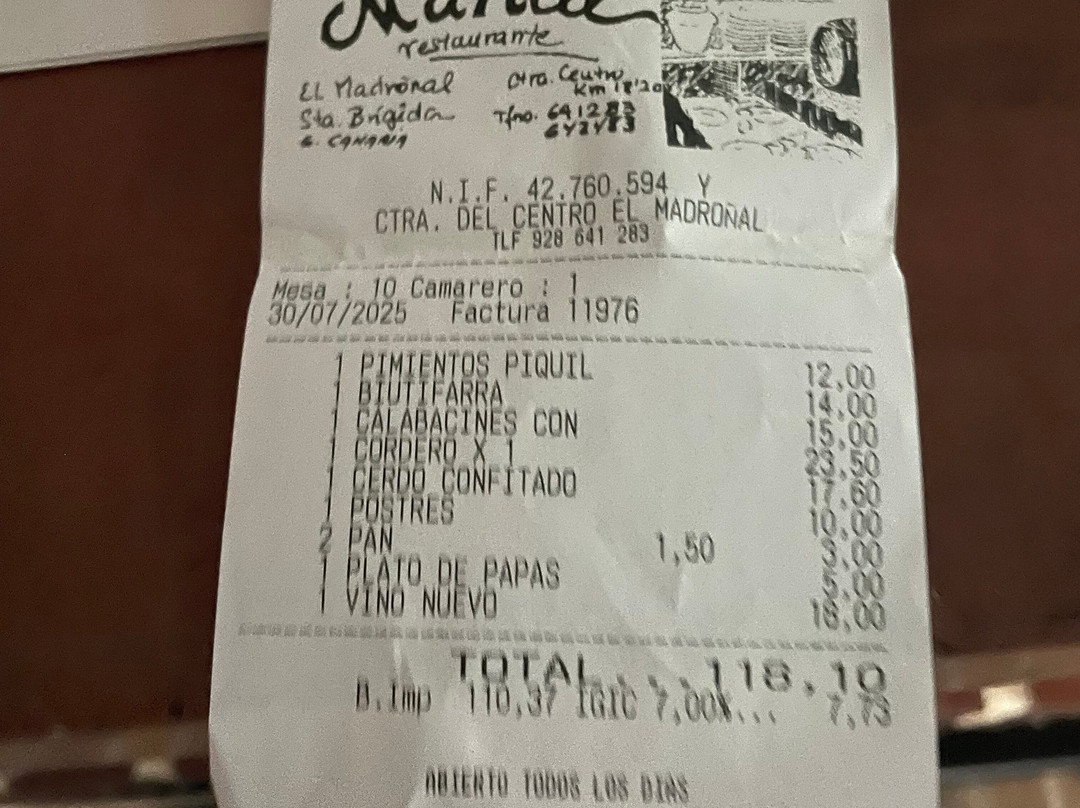 restaurante
El Madroñal Ctra. Centro
Km 18'200
Sta. Brígida Tfno. 641283
G. CANARIA 642483
N.I.F. 42.760.594 Y
CTRA. DEL CENTRO EL MADROÑAL
TLF 928 641 283
Mesa : 10 Camarero : 1
30/07/2025 Factura 11976
1 PIMIENTOS PIQUIL 12,00
1 BIUTIFARRA 14,00
1 CALABACINES CON 15,00
1 CORDERO X 1 23,50
1 CERDO CONFITADO 17,60
1 POSTRES 10,00
2 PAN 1,50 3,00
1 PLATO DE PAPAS 5,00
1 VINO NUEVO 18,00
TOTAL....118,10
B.Imp 110,37 IGIC 7,00%... 7,73
ABIERTO TODOS LOS DIAS